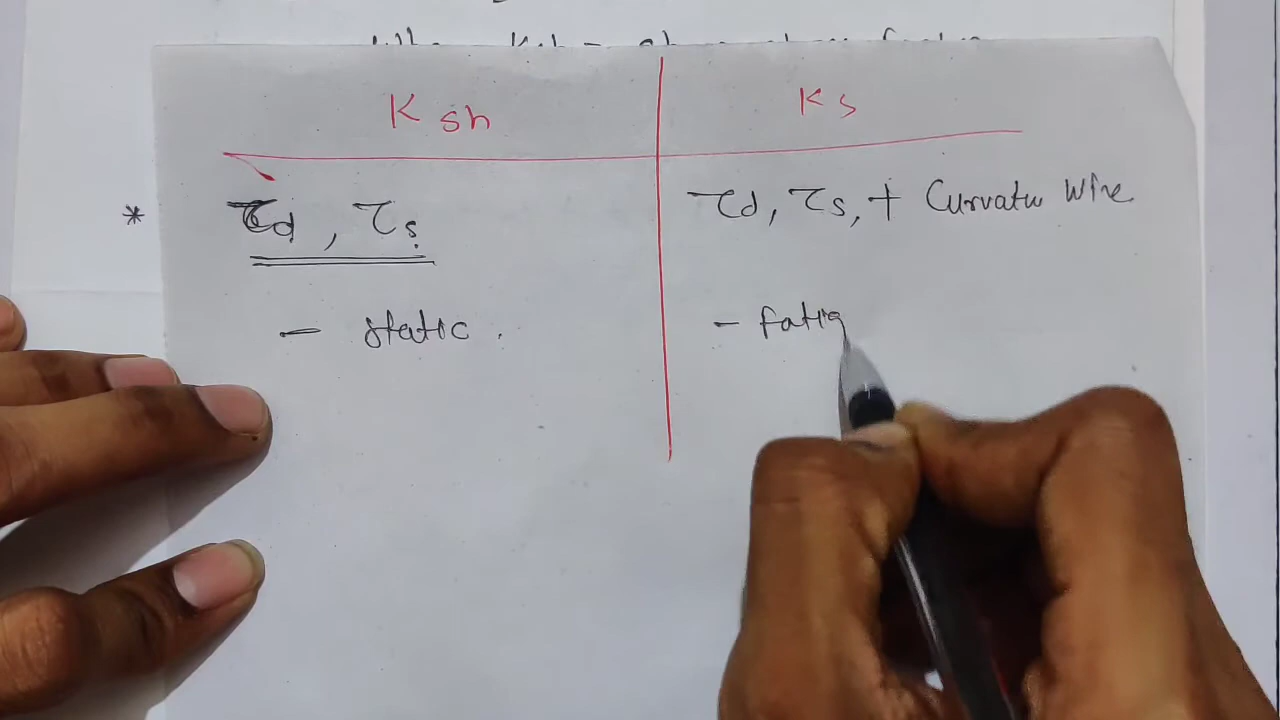 K sh
K s
* τd , τs
τd, τs, + Curvatu Wire
- static .
- fatig